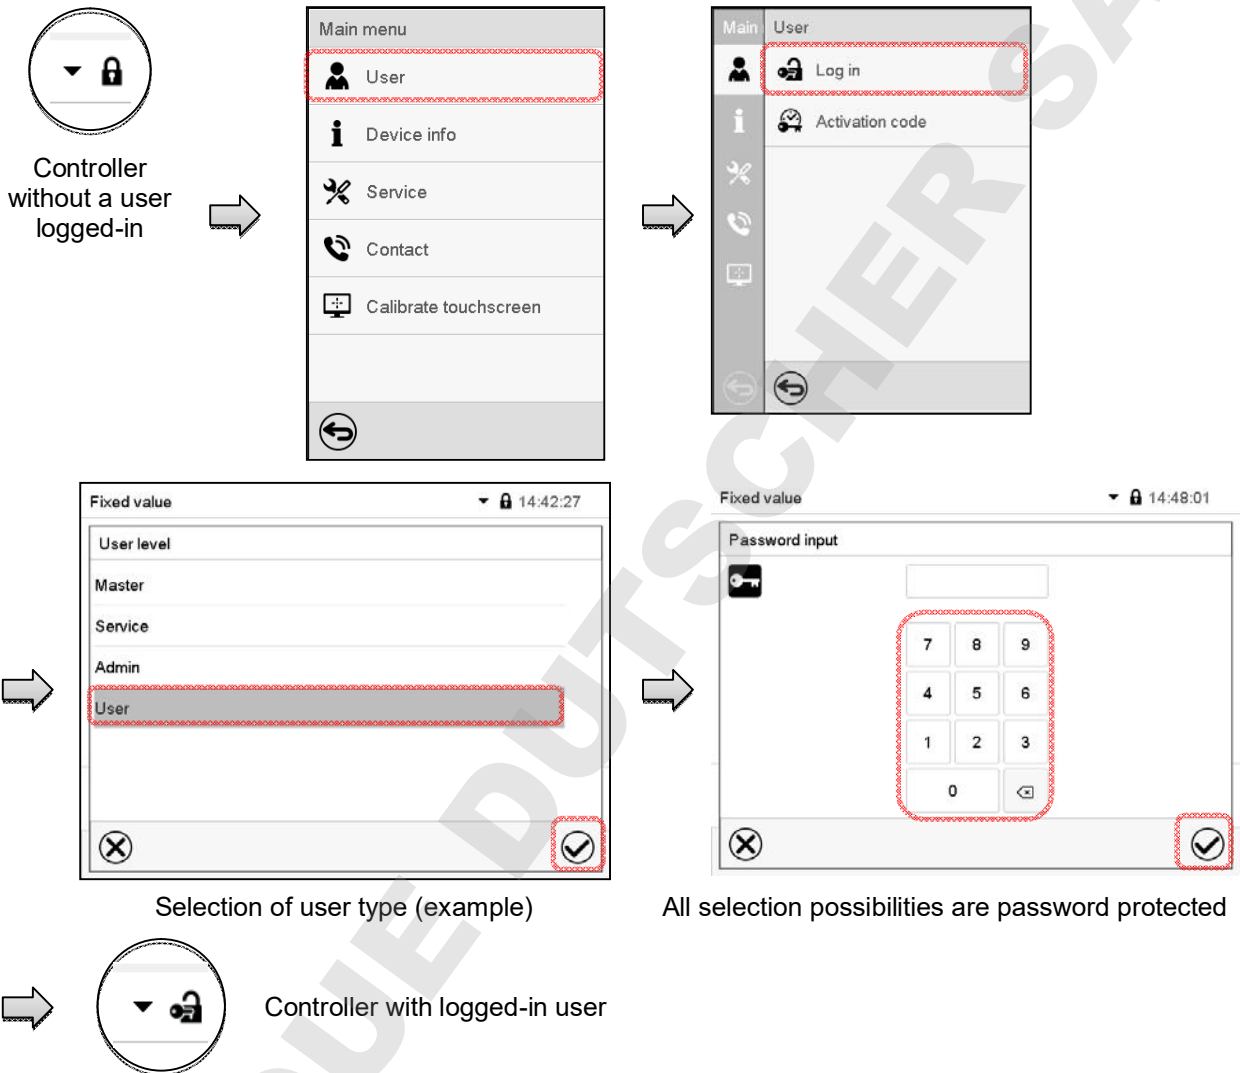 Controller
without a user
logged-in
Main menu
User
Device info
Service
Contact
Calibrate touchscreen
Main
User
Log in
Activation code
Fixed value
14:42:27
User level
Master
Service
Admin
User
Selection of user type (example)
Fixed value
14:48:01
Password input
7 8 9
4 5 6
1 2 3
0
All selection possibilities are password protected
Controller with logged-in user
UE DUTSCHER SA